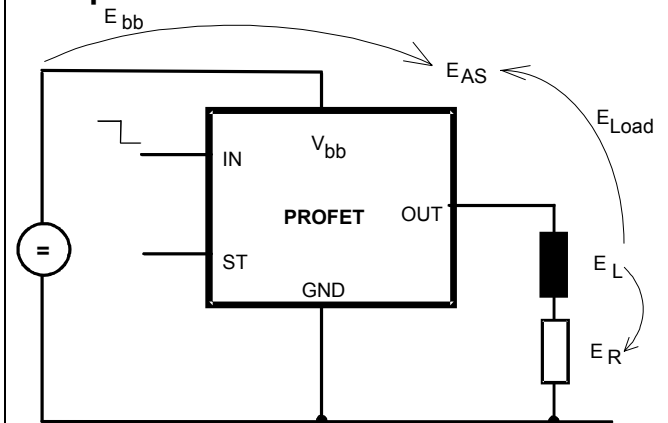 E bb
E AS
E Load
V bb
IN
PROFET
OUT
=
ST
E L
GND
E R